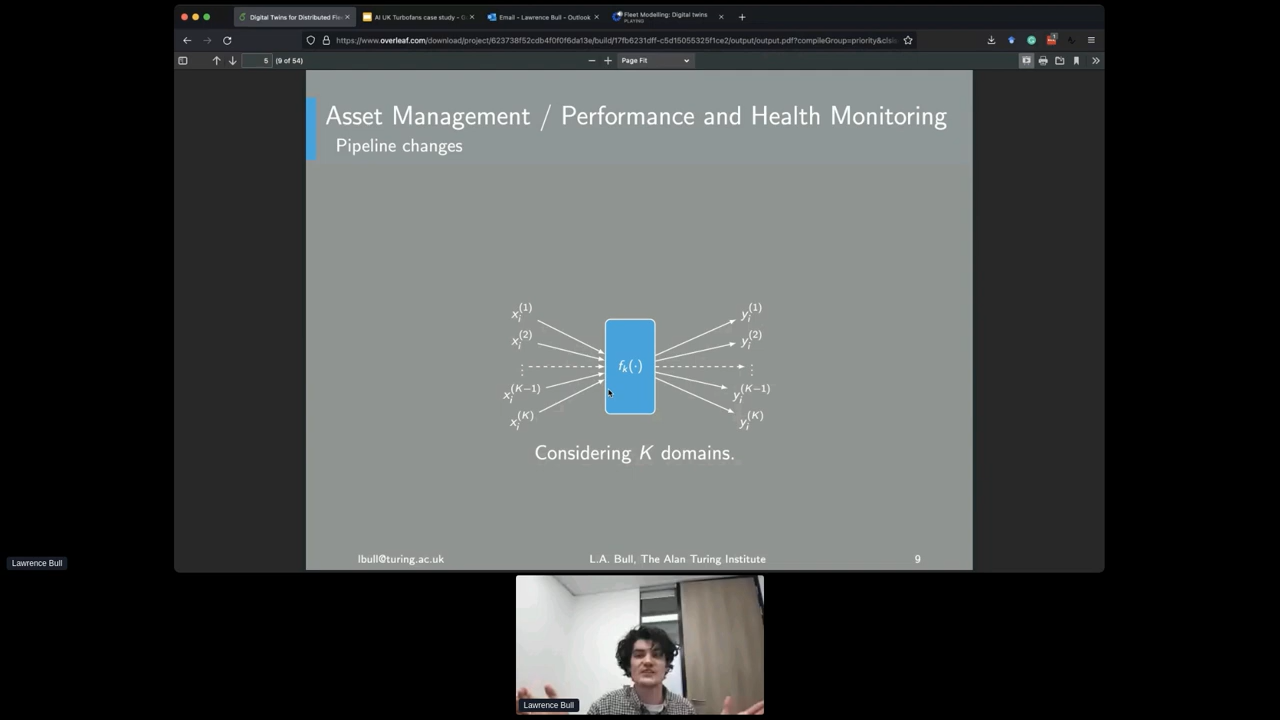 Digital Twins for Distributed Fle
AI UK Turbofans case study - G
Email - Lawrence Bull - Outlook
Fleet Modelling: Digital twins
PLAYING
https://www.overleaf.com/download/project/623738f52cdb4f0f0f6da13e/build/17fb6231dff-c5d15055325f1ce2/output/output.pdf?compileGroup=priority&clsi
5 (9 of 54)
Page Fit
Asset Management / Performance and Health Monitoring
Pipeline changes
x_i^(1) y_i^(1)
x_i^(2) y_i^(2)
⋮ f_k(·) ⋮
x_i^(K−1) y_i^(K−1)
x_i^(K) y_i^(K)
Considering K domains.
lbull@turing.ac.uk L.A. Bull, The Alan Turing Institute 9
Lawrence Bull
Lawrence Bull